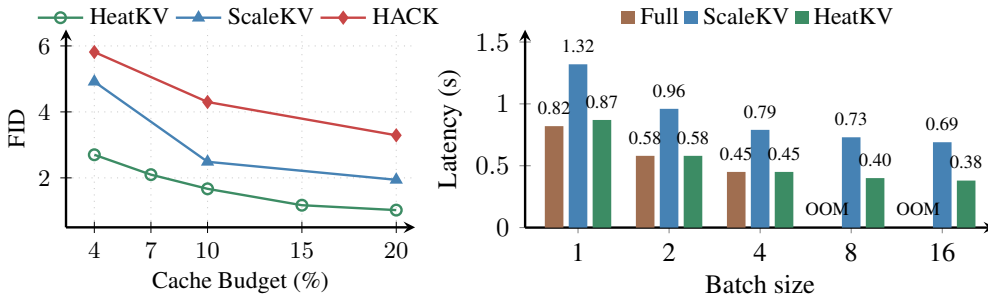 HeatKV ScaleKV HACK
6
4
2
FID
4 7 10 15 20
Cache Budget (%)
Full ScaleKV HeatKV
1.5
1
0.5
0
Latency (s)
0.82 1.32 0.87
0.58 0.96 0.58
0.45 0.79 0.45
OOM 0.73 0.40
OOM 0.69 0.38
1 2 4 8 16
Batch size